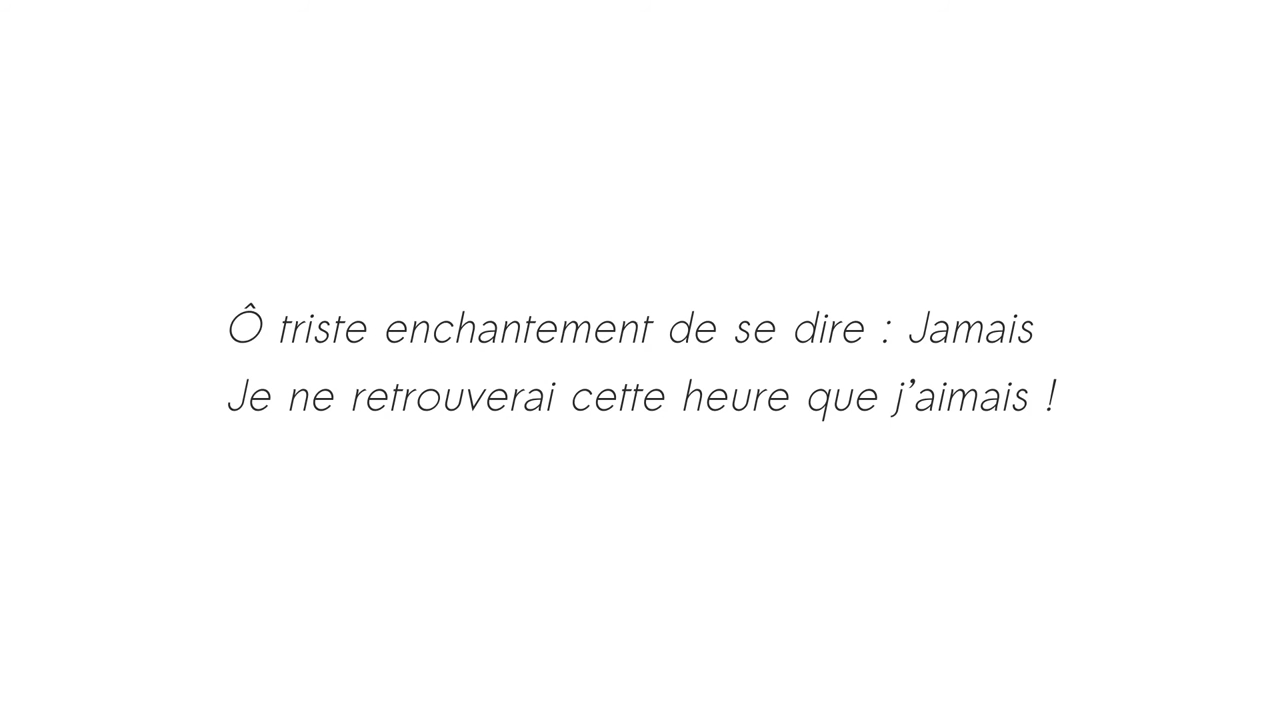 Ô triste enchantement de se dire : Jamais
Je ne retrouverai cette heure que j’aimais !